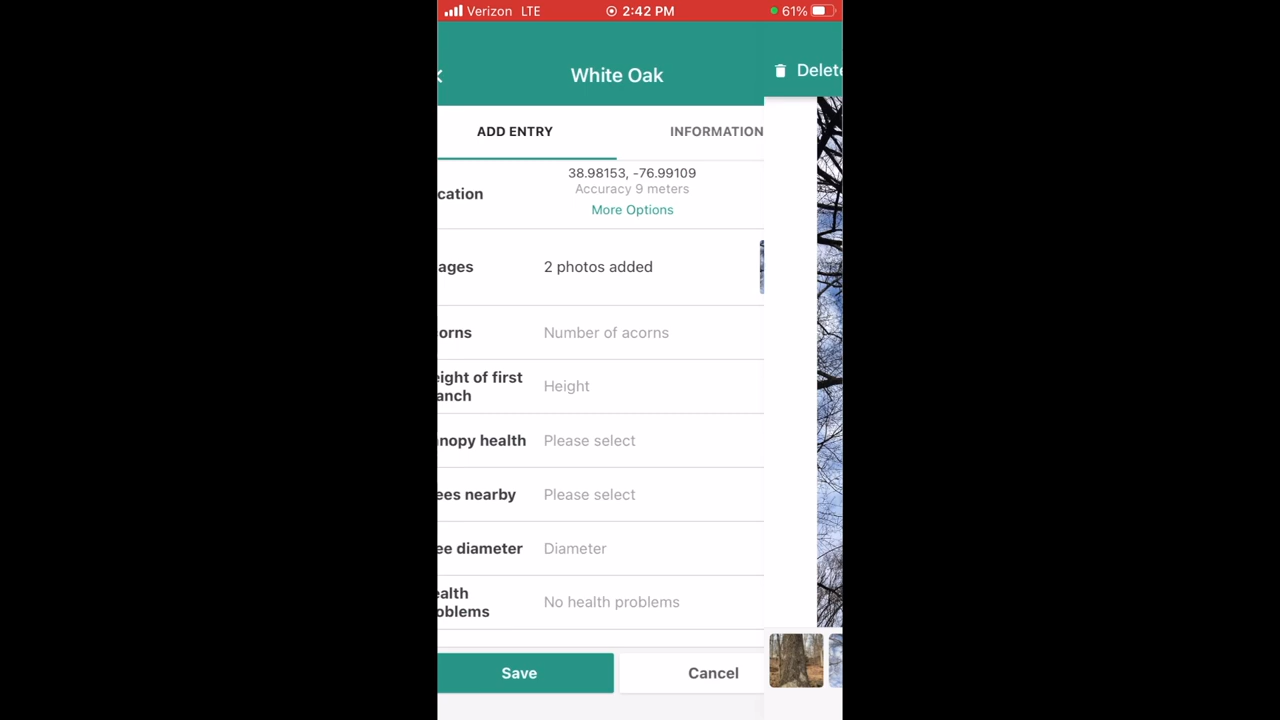 Verizon LTE 2:42 PM 61%
White Oak
Delete
ADD ENTRY INFORMATION
cation
38.98153, -76.99109
Accuracy 9 meters
More Options
ages 2 photos added
orns Number of acorns
eight of first
anch
Height
nopy health Please select
ees nearby Please select
ee diameter Diameter
ealth
oblems
No health problems
Save Cancel